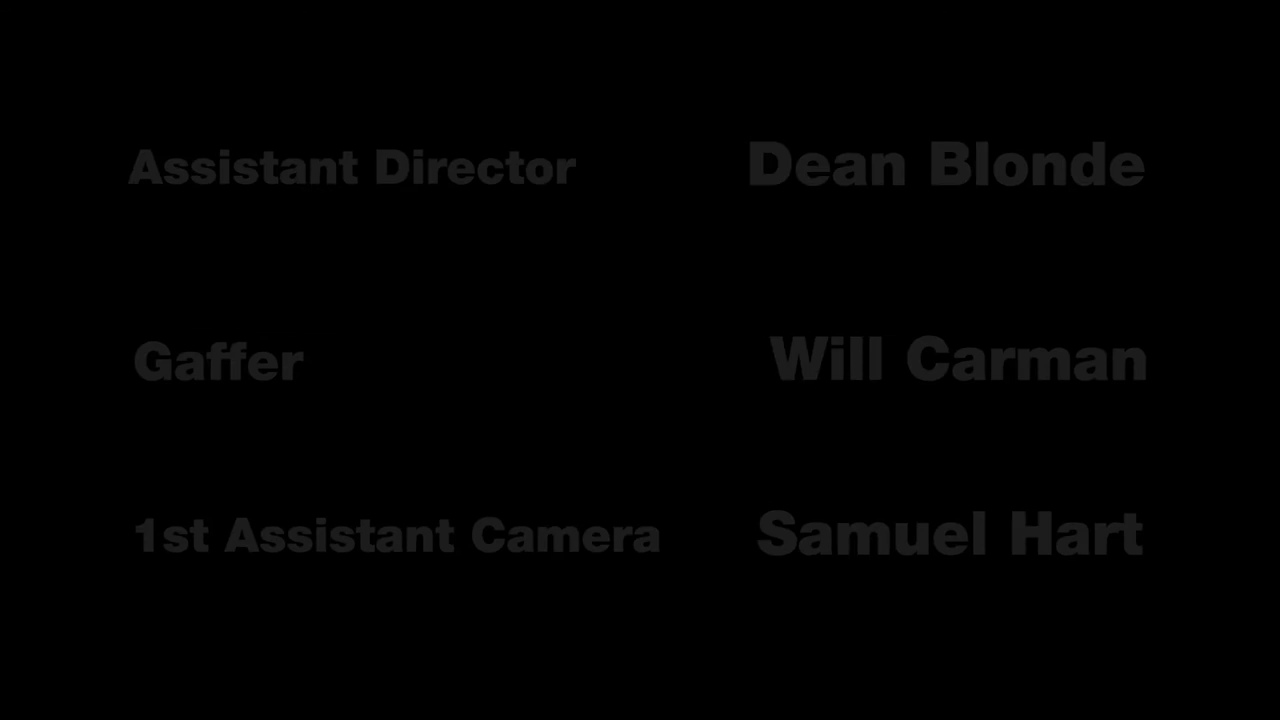 Assistant Director Dean Blonde
Gaffer Will Carman
1st Assistant Camera Samuel Hart